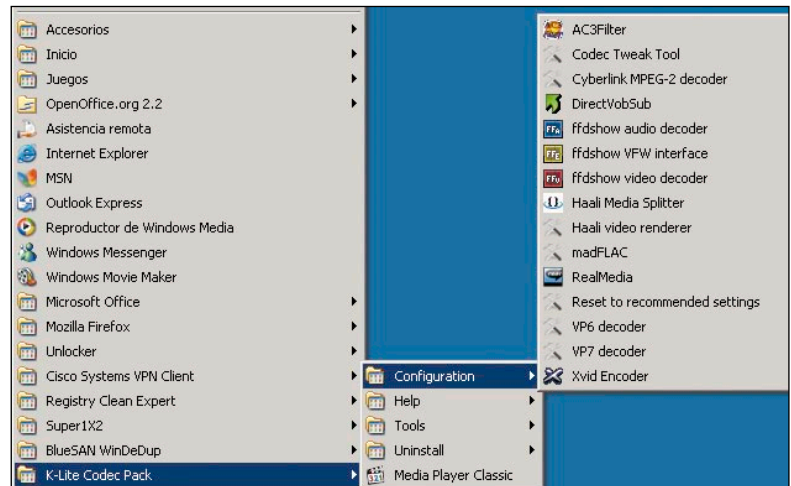 Accesorios
Inicio
Juegos
OpenOffice.org 2.2
Asistencia remota
Internet Explorer
MSN
Outlook Express
Reproductor de Windows Media
Windows Messenger
Windows Movie Maker
Microsoft Office
Mozilla Firefox
Unlocker
Cisco Systems VPN Client
Registry Clean Expert
Super1X2
BlueSAN WinDeDup
K-Lite Codec Pack
Configuration
Help
Tools
Uninstall
Media Player Classic
AC3Filter
Codec Tweak Tool
Cyberlink MPEG-2 decoder
DirectVobSub
ffdshow audio decoder
ffdshow VFW interface
ffdshow video decoder
Haali Media Splitter
Haali video renderer
madFLAC
RealMedia
Reset to recommended settings
VP6 decoder
VP7 decoder
Xvid Encoder